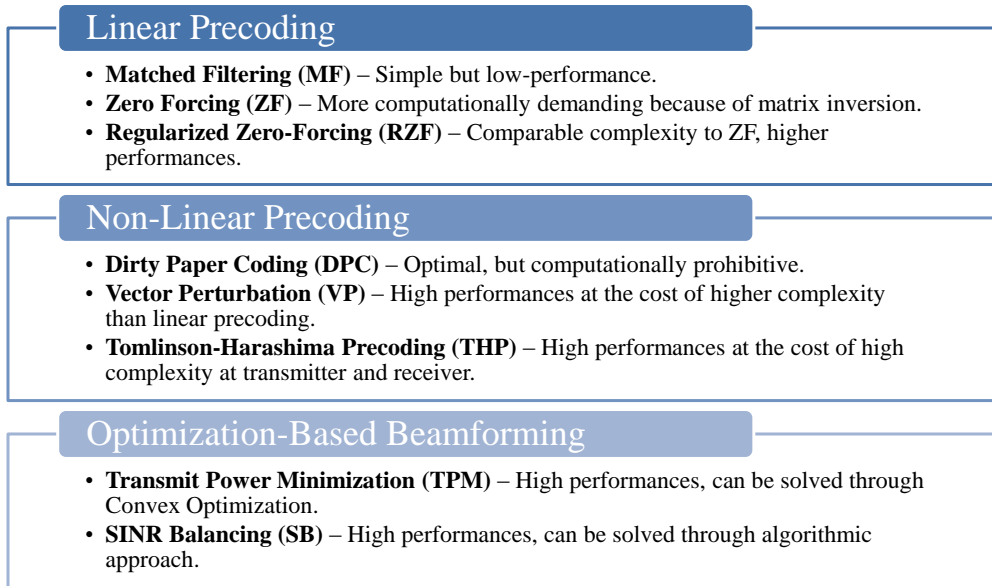 Linear Precoding
• Matched Filtering (MF) – Simple but low-performance.
• Zero Forcing (ZF) – More computationally demanding because of matrix inversion.
• Regularized Zero-Forcing (RZF) – Comparable complexity to ZF, higher
performances.
Non-Linear Precoding
• Dirty Paper Coding (DPC) – Optimal, but computationally prohibitive.
• Vector Perturbation (VP) – High performances at the cost of higher complexity
than linear precoding.
• Tomlinson-Harashima Precoding (THP) – High performances at the cost of high
complexity at transmitter and receiver.
Optimization-Based Beamforming
• Transmit Power Minimization (TPM) – High performances, can be solved through
Convex Optimization.
• SINR Balancing (SB) – High performances, can be solved through algorithmic
approach.